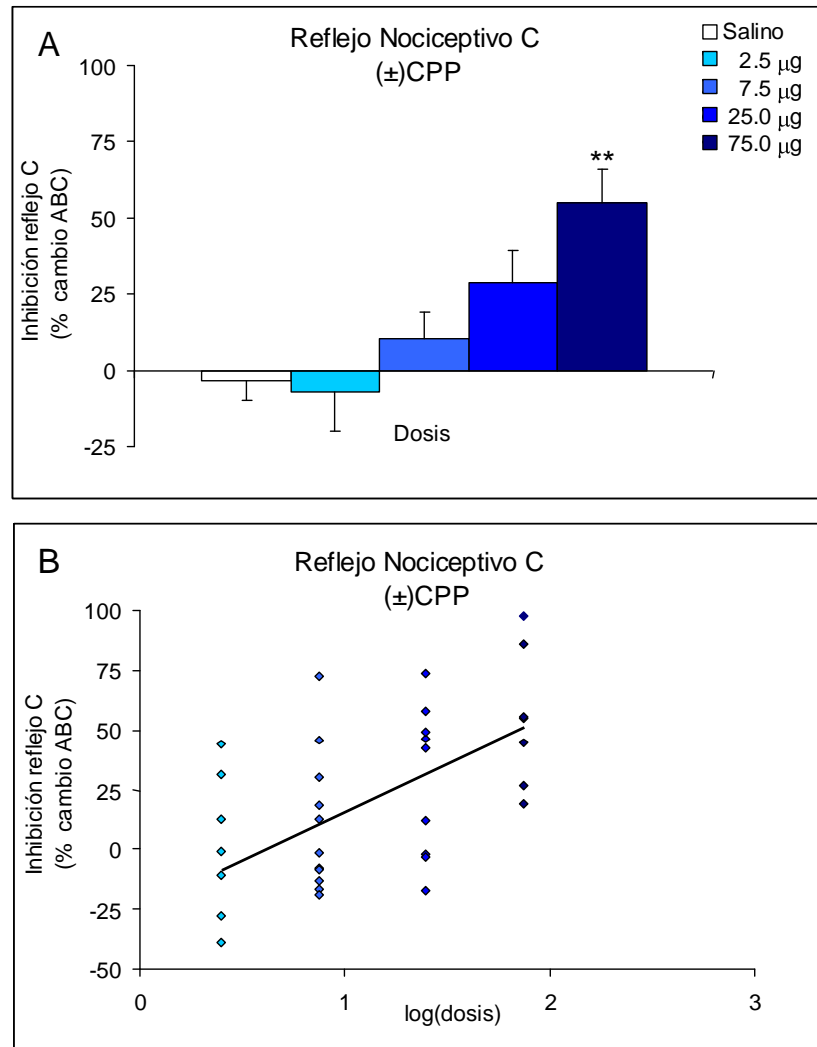 A
Reflejo Nociceptivo C
(±)CPP
Salino
2.5 µg
7.5 µg
25.0 µg
75.0 µg
Inhibición reflejo C
(% cambio ABC)
100
75
50
25
0
-25
**
Dosis
B
Reflejo Nociceptivo C
(±)CPP
Inhibición reflejo C
(% cambio ABC)
100
75
50
25
0
-25
-50
0 1 2 3
log(dosis)